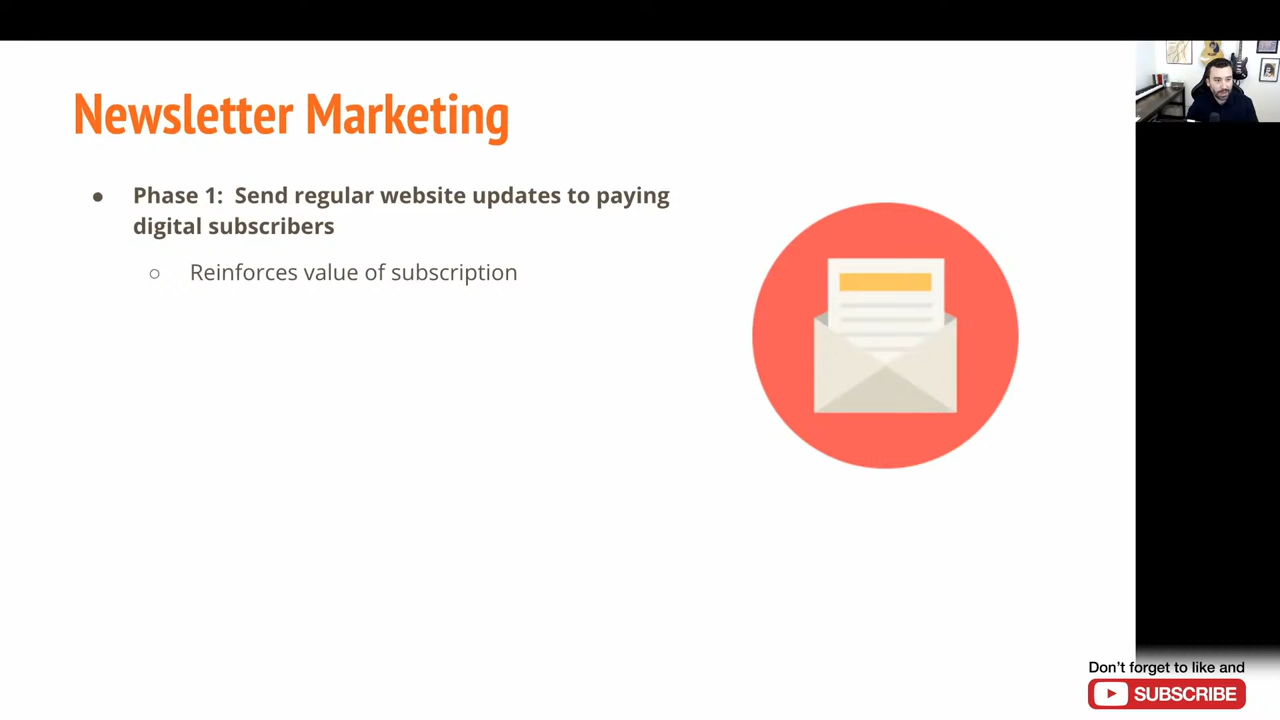 Newsletter Marketing
● Phase 1: Send regular website updates to paying
digital subscribers
○ Reinforces value of subscription
Don't forget to like and
SUBSCRIBE